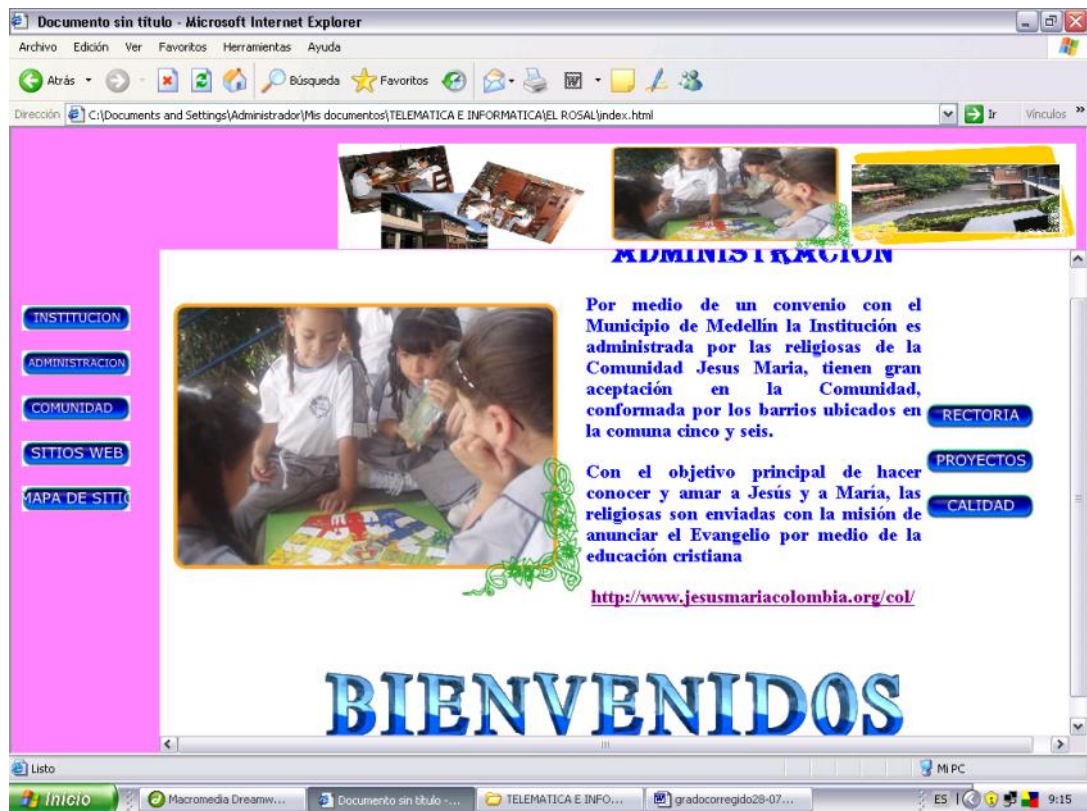 Documento sin título - Microsoft Internet Explorer
Archivo Edición Ver Favoritos Herramientas Ayuda
Atrás Búsqueda Favoritos
Dirección C:\Documents and Settings\Administrador\Mis documentos\TELEMATICA E INFORMATICA\EL ROSAL\index.html Ir Vínculos »
ADMINISTRACION
INSTITUCION
ADMINISTRACION
COMUNIDAD
SITIOS WEB
MAPA DE SITIO
Por medio de un convenio con el
Municipio de Medellín la Institución es
administrada por las religiosas de la
Comunidad Jesus Maria, tienen gran
aceptación en la Comunidad,
conformada por los barrios ubicados en
la comuna cinco y seis.
Con el objetivo principal de hacer
conocer y amar a Jesús y a María, las
religiosas son enviadas con la misión de
anunciar el Evangelio por medio de la
educación cristiana
http://www.jesusmariacolombia.org/col/
RECTORIA
PROYECTOS
CALIDAD
BIENVENIDOS
Listo Mi PC
Inicio Macromedia Dreamw... Documento sin título -... TELEMATICA E INFO... gradocorregido28-07... ES 9:15